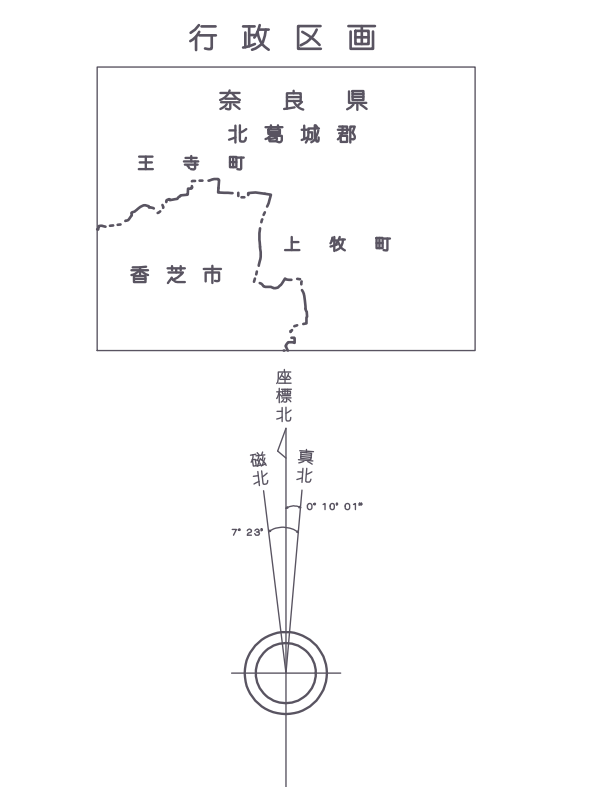 行政区画
奈良県
北葛城郡
王寺町
上牧町
香芝市
座標北
磁北
真北
0° 10' 01"
7° 23'